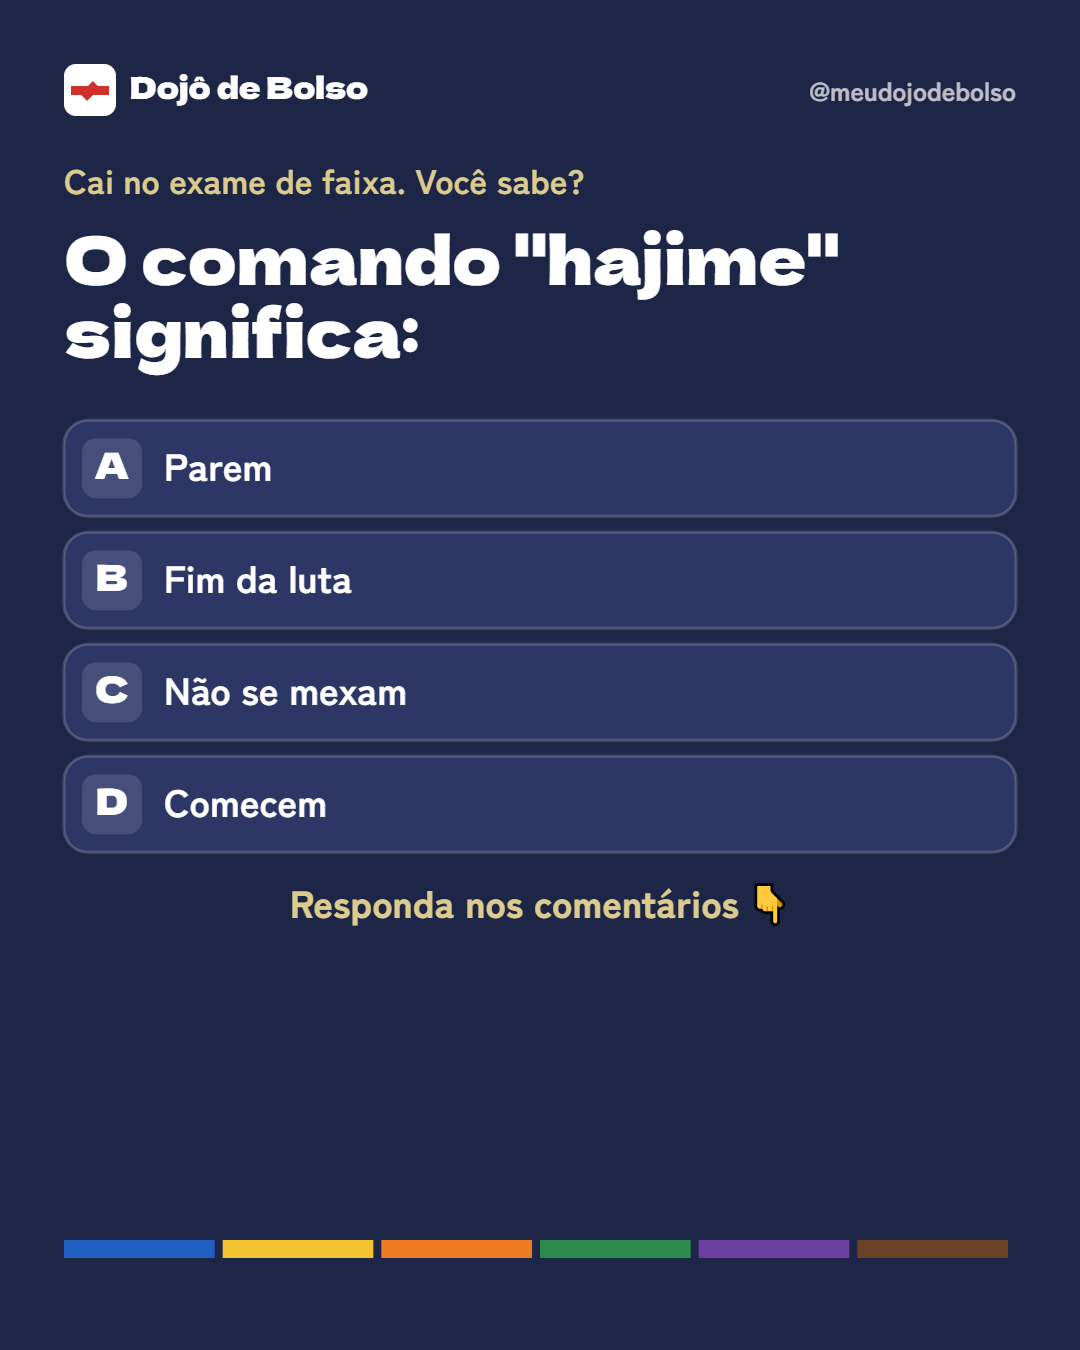 Dojô de Bolso
@meudojodebolso
Cai no exame de faixa. Você sabe?
O comando "hajime"
significa:
A Parem
B Fim da luta
C Não se mexam
D Comecem
Responda nos comentários 👇